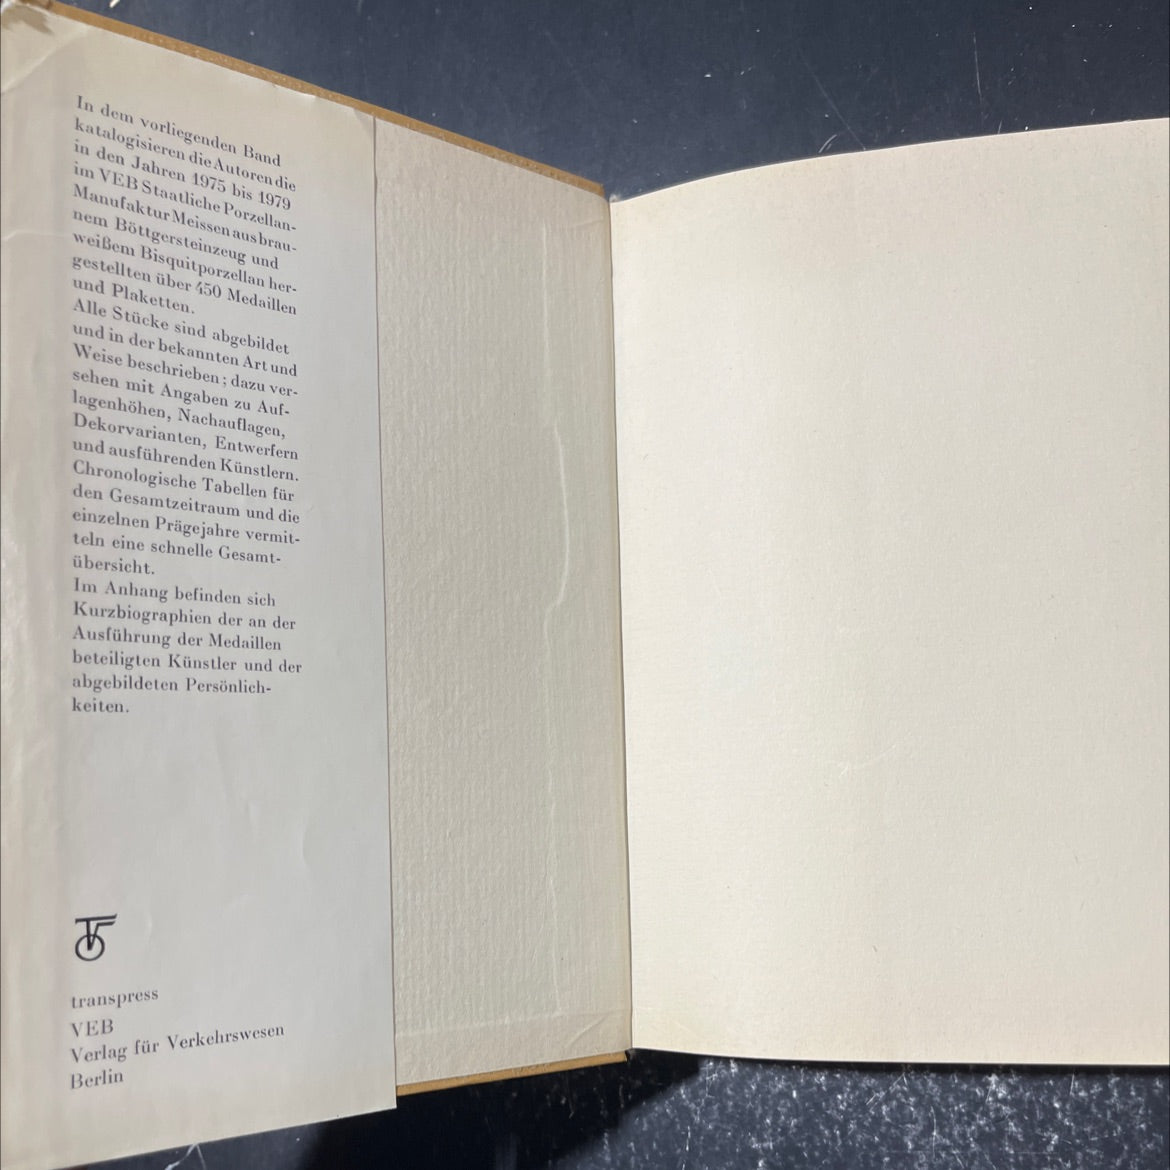 In dem vorliegenden Band
katalogisieren die Autoren die
in den Jahren 1975 bis 1979
im VEB Staatliche Porzellan-
Manufaktur Meissen aus brau-
nem Böttgersteinzeug und
weißem Bisquitporzellan her-
gestellten über 450 Medaillen
und Plaketten.
Alle Stücke sind abgebildet
und in der bekannten Art und
Weise beschrieben; dazu ver-
sehen mit Angaben zu Auf-
lagenhöhen, Nachauflagen,
Dekorvarianten, Entwerfern
und ausführenden Künstlern.
Chronologische Tabellen für
den Gesamtzeitraum und die
einzelnen Prägejahre vermit-
teln eine schnelle Gesamt-
übersicht.
Im Anhang befinden sich
Kurzbiographien der an der
Ausführung der Medaillen
beteiligten Künstler und der
abgebildeten Persönlich-
keiten.
transpress
VEB
Verlag für Verkehrswesen
Berlin